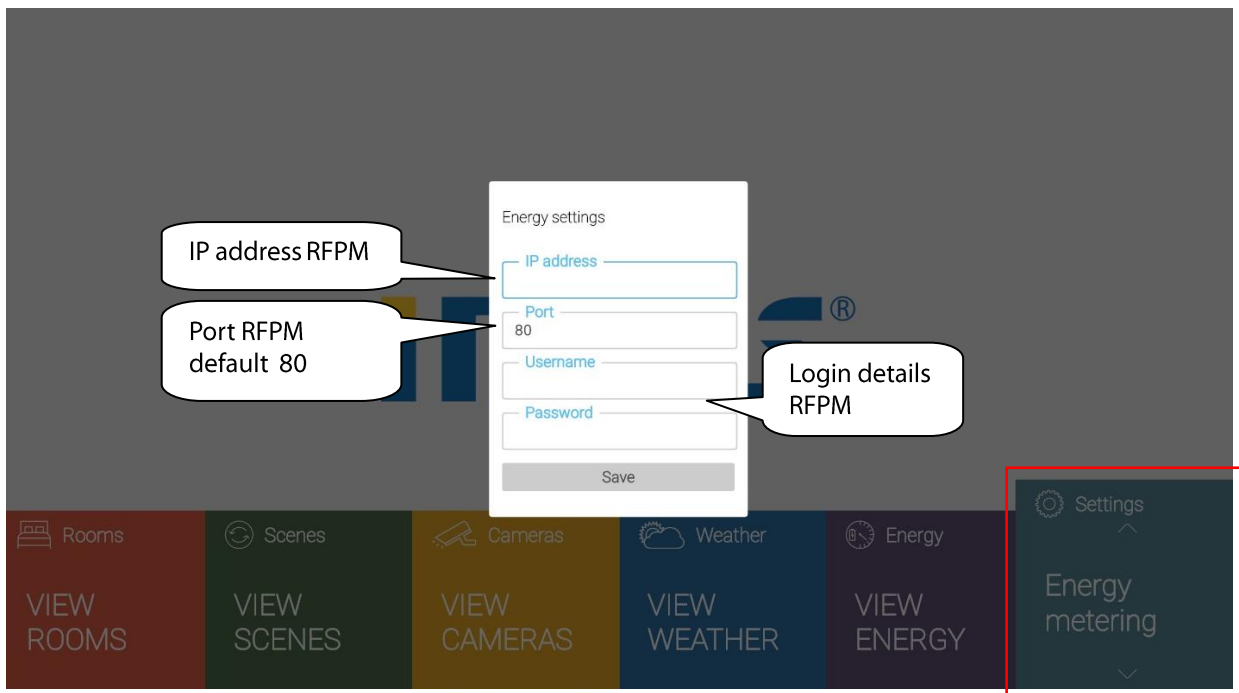 Energy settings
IP address RFPM
IP address
®
Port
80
Port RFPM
default 80
Username
Login details
RFPM
Password
Save
Settings
Rooms
Scenes
Cameras
Weather
Energy
Energy
metering
VIEW
ROOMS
VIEW
SCENES
VIEW
CAMERAS
VIEW
WEATHER
VIEW
ENERGY